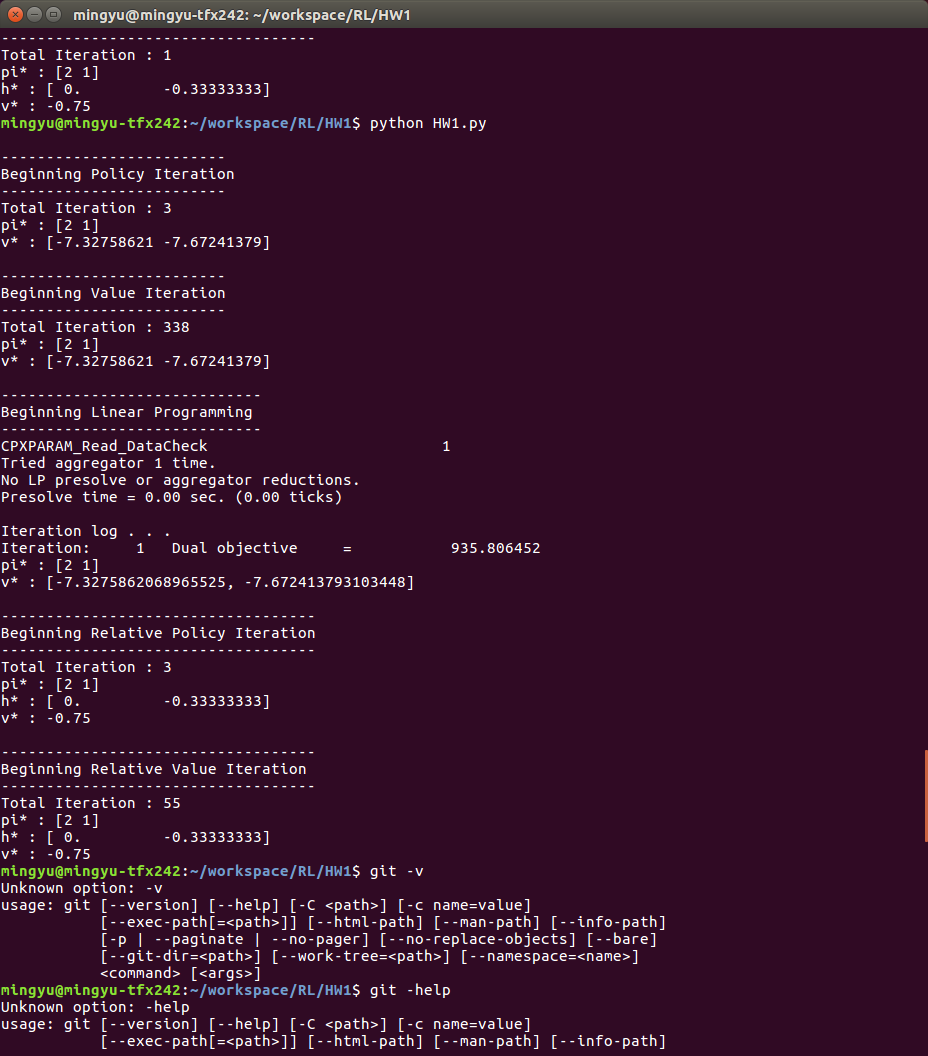 mingyu@mingyu-tfx242: ~/workspace/RL/HW1
-----------------------------------
Total Iteration : 1
pi* : [2 1]
h* : [ 0.         -0.33333333]
v* : -0.75
mingyu@mingyu-tfx242:~/workspace/RL/HW1$ python HW1.py
-------------------------
Beginning Policy Iteration
-------------------------
Total Iteration : 3
pi* : [2 1]
v* : [-7.32758621 -7.67241379]
-------------------------
Beginning Value Iteration
-------------------------
Total Iteration : 338
pi* : [2 1]
v* : [-7.32758621 -7.67241379]
-----------------------------
Beginning Linear Programming
-----------------------------
CPXPARAM_Read_DataCheck                          1
Tried aggregator 1 time.
No LP presolve or aggregator reductions.
Presolve time = 0.00 sec. (0.00 ticks)
Iteration log . . .
Iteration:     1   Dual objective     =           935.806452
pi* : [2 1]
v* : [-7.3275862068965525, -7.672413793103448]
-----------------------------------
Beginning Relative Policy Iteration
-----------------------------------
Total Iteration : 3
pi* : [2 1]
h* : [ 0.         -0.33333333]
v* : -0.75
-----------------------------------
Beginning Relative Value Iteration
-----------------------------------
Total Iteration : 55
pi* : [2 1]
h* : [ 0.         -0.33333333]
v* : -0.75
mingyu@mingyu-tfx242:~/workspace/RL/HW1$ git -v
Unknown option: -v
usage: git [--version] [--help] [-C <path>] [-c name=value]
           [--exec-path[=<path>]] [--html-path] [--man-path] [--info-path]
           [-p | --paginate | --no-pager] [--no-replace-objects] [--bare]
           [--git-dir=<path>] [--work-tree=<path>] [--namespace=<name>]
           <command> [<args>]
mingyu@mingyu-tfx242:~/workspace/RL/HW1$ git -help
Unknown option: -help
usage: git [--version] [--help] [-C <path>] [-c name=value]
           [--exec-path[=<path>]] [--html-path] [--man-path] [--info-path]